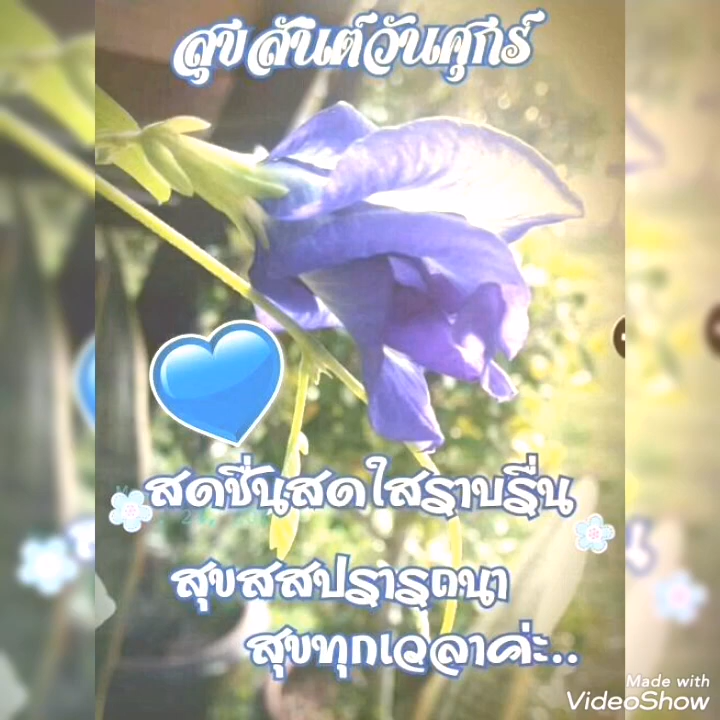 สุขสันต์วันศุกร์
สดชื่นสดใสราบรื่น
สุขสสปรารถนา
สุขทุกเวลาค่ะ..
Made with
VideoShow